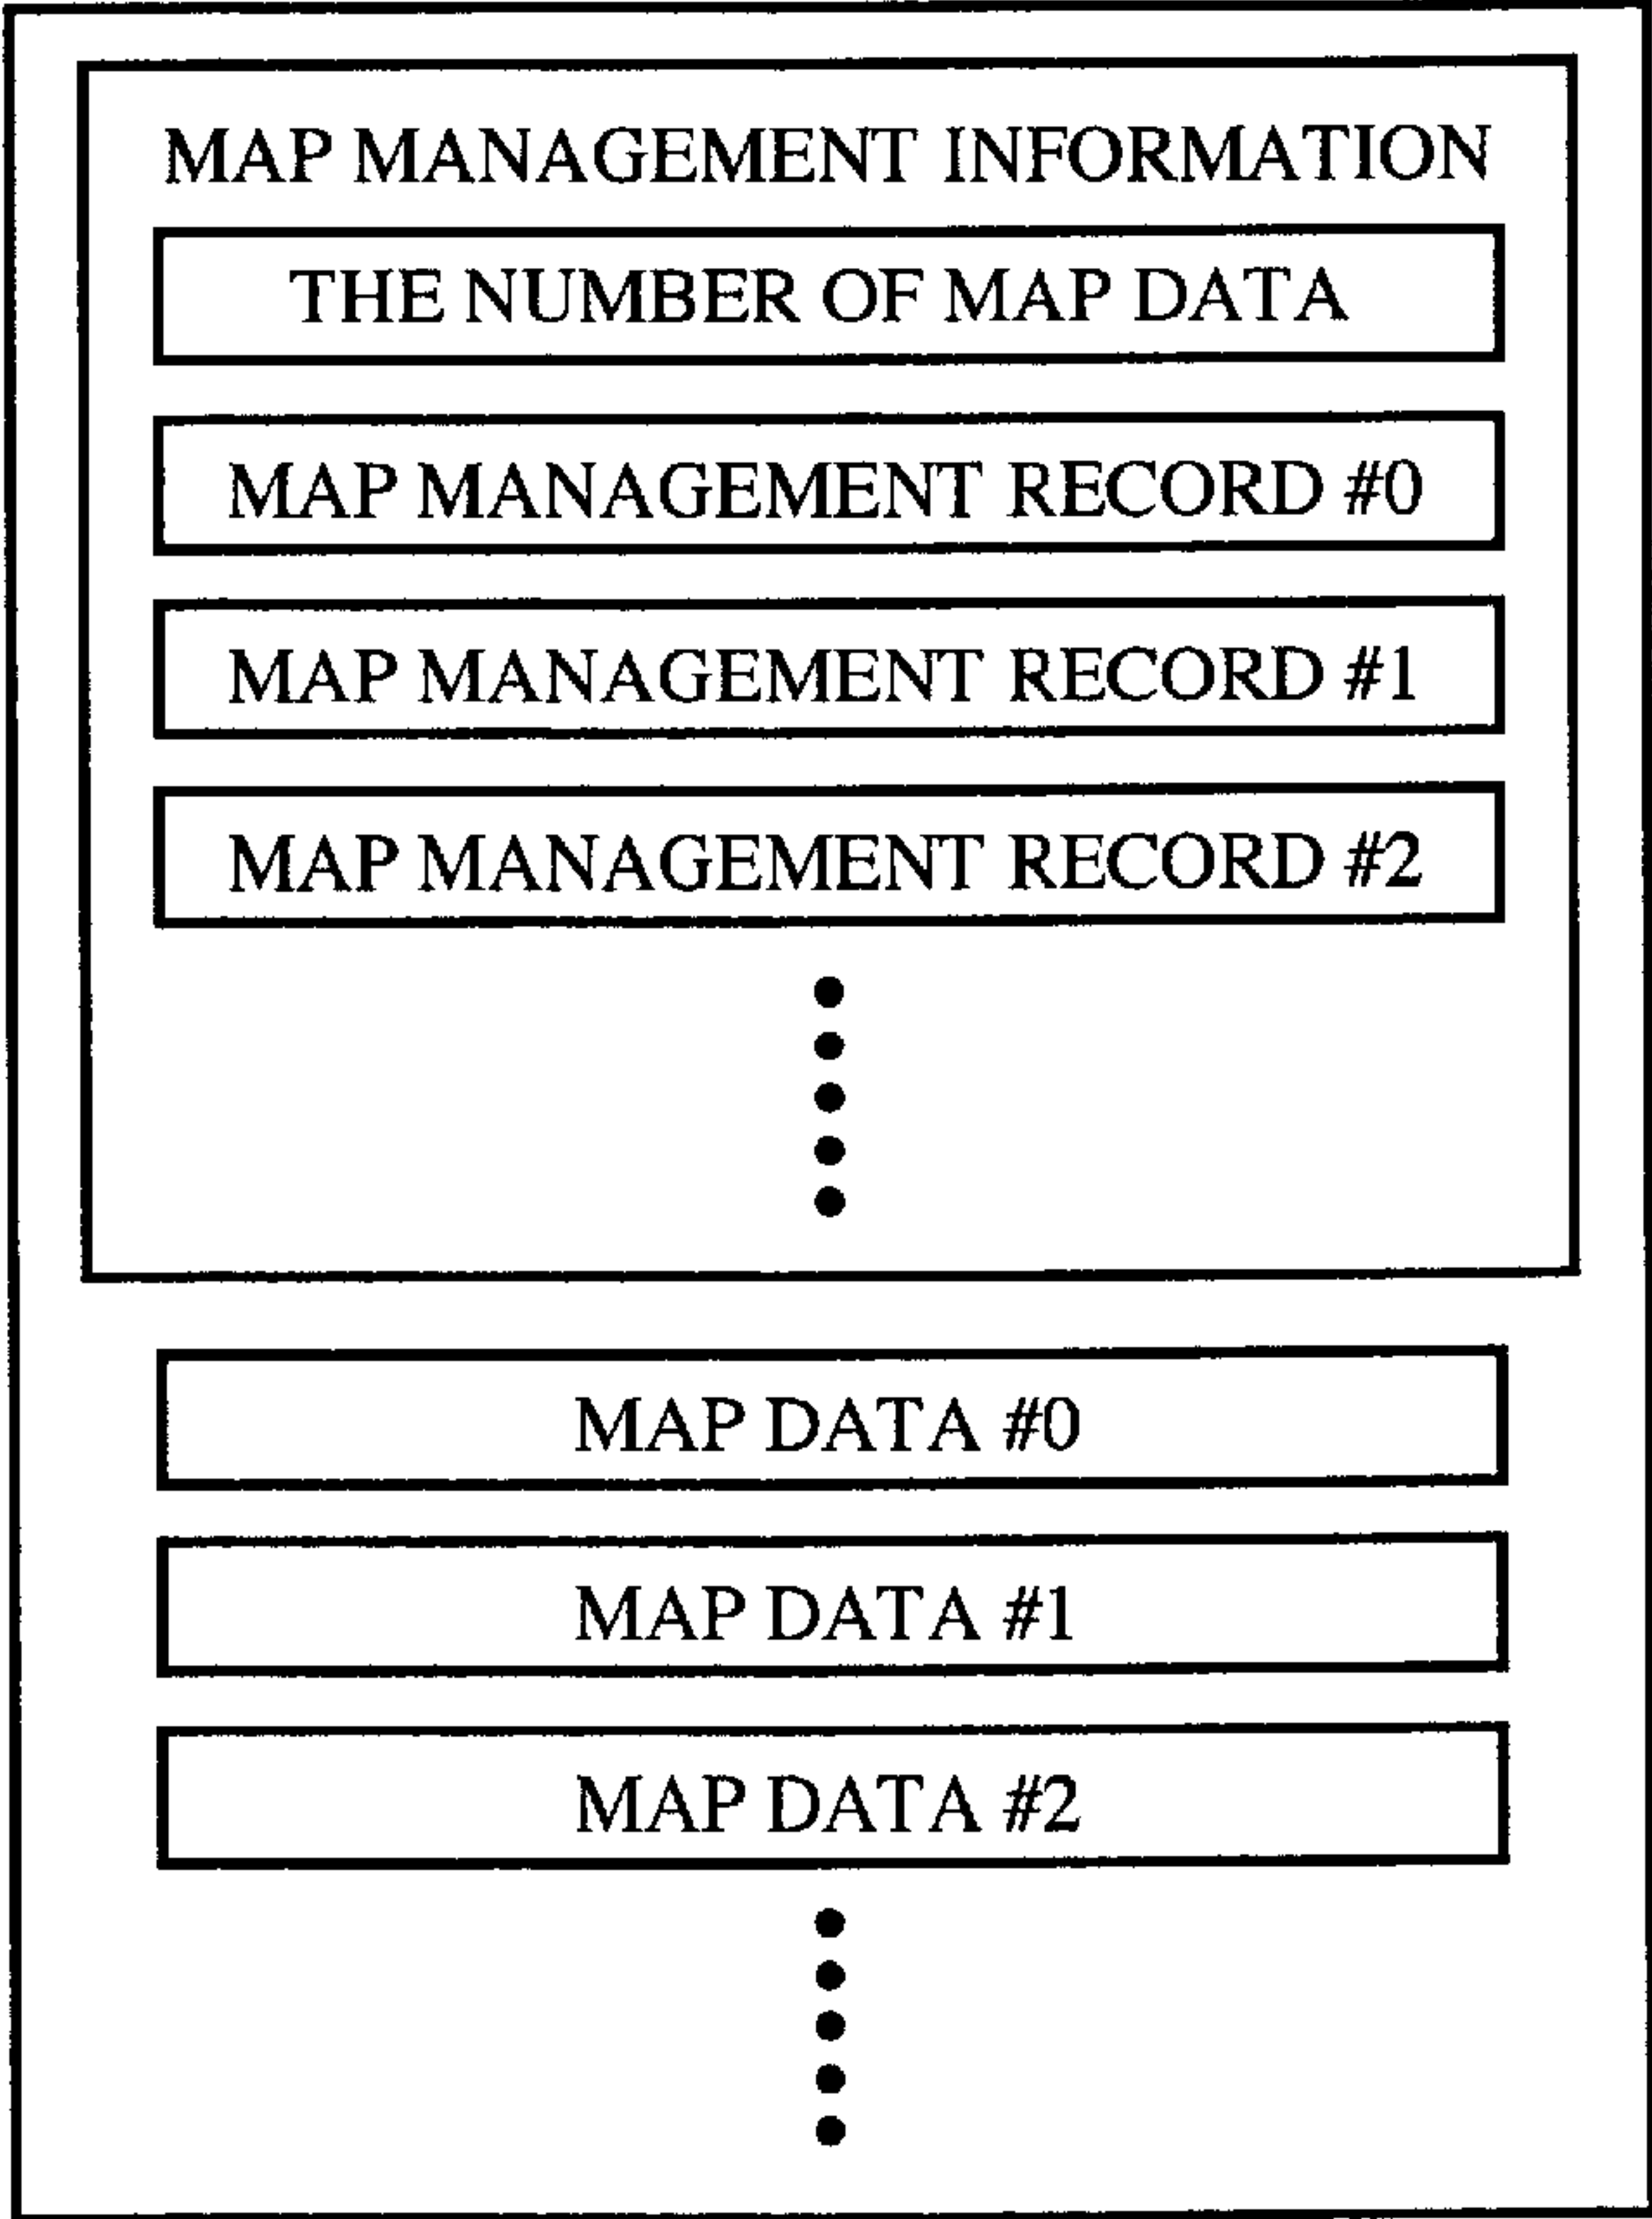 MAP MANAGEMENT INFORMATION
THE NUMBER OF MAP DATA
MAP MANAGEMENT RECORD #0
MAP MANAGEMENT RECORD #1
MAP MANAGEMENT RECORD #2
MAP DATA #0
MAP DATA #1
MAP DATA #2